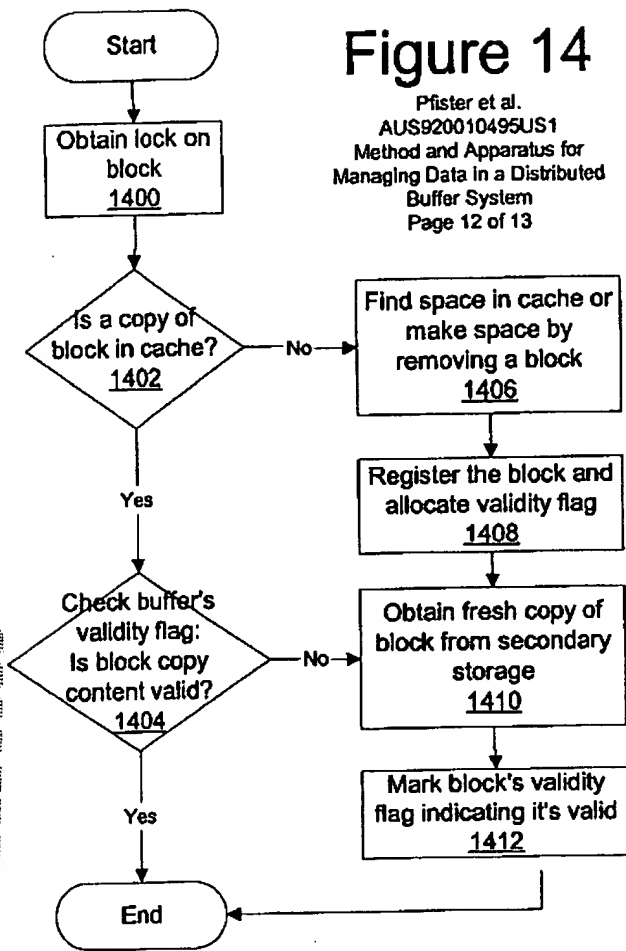 Figure 14
Pfister et al.
AUS920010495US1
Method and Apparatus for
Managing Data in a Distributed
Buffer System
Page 12 of 13
Start
Obtain lock on
block
1400
Is a copy of
block in cache?
1402
No
Find space in cache or
make space by
removing a block
1406
Register the block and
allocate validity flag
1408
Yes
Check buffer's
validity flag:
Is block copy
content valid?
1404
No
Obtain fresh copy of
block from secondary
storage
1410
Mark block's validity
flag indicating it's valid
1412
Yes
End